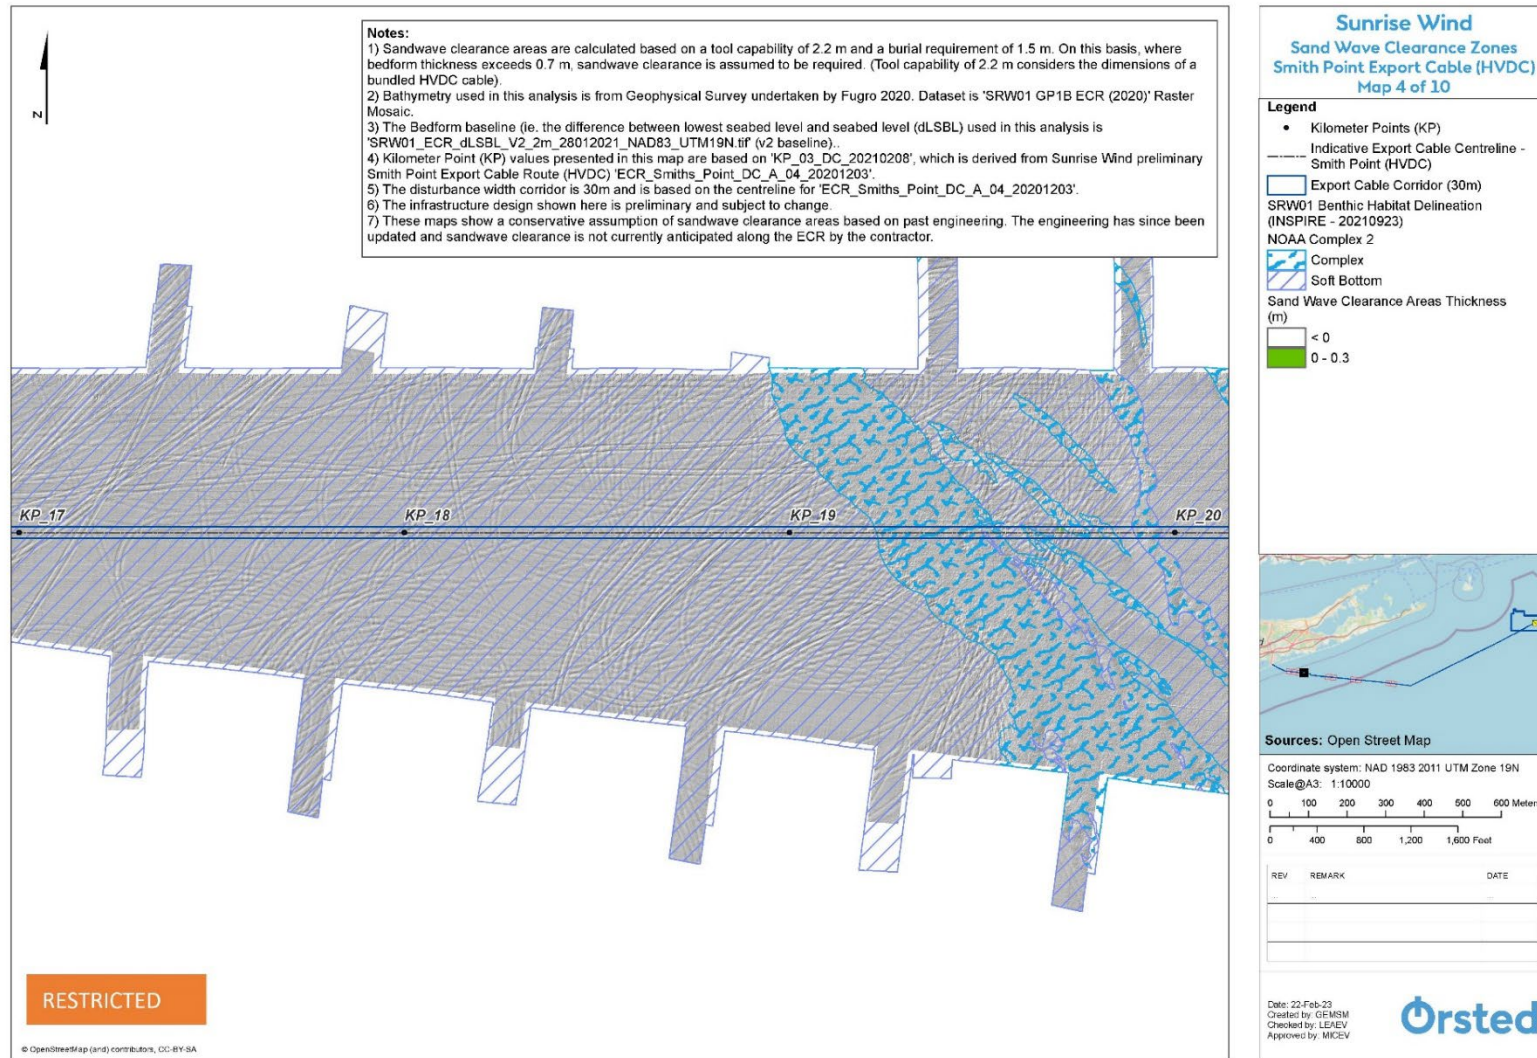 Notes:
1) Sandwave clearance areas are calculated based on a tool capability of 2.2 m and a burial requirement of 1.5 m. On this basis, where
bedform thickness exceeds 0.7 m, sandwave clearance is assumed to be required. (Tool capability of 2.2 m considers the dimensions of a
bundled HVDC cable).
2) Bathymetry used in this analysis is from Geophysical Survey undertaken by Fugro 2020. Dataset is 'SRW01 GP1B ECR (2020)' Raster
Mosaic.
3) The Bedform baseline (ie. the difference between lowest seabed level and seabed level (dLSBL) used in this analysis is
'SRW01_ECR_dLSBL_V2_2m_28012021_NAD83_UTM19N.tif' (v2 baseline)..
4) Kilometer Point (KP) values presented in this map are based on 'KP_03_DC_20210208', which is derived from Sunrise Wind preliminary
Smith Point Export Cable Route (HVDC) 'ECR_Smiths_Point_DC_A_04_20201203'.
5) The disturbance width corridor is 30m and is based on the centreline for 'ECR_Smiths_Point_DC_A_04_20201203'.
6) The infrastructure design shown here is preliminary and subject to change.
7) These maps show a conservative assumption of sandwave clearance areas based on past engineering. The engineering has since been
updated and sandwave clearance is not currently anticipated along the ECR by the contractor.
N
KP_17
KP_18
KP_19
KP_20
RESTRICTED
© OpenStreetMap (and) contributors, CC-BY-SA
Sunrise Wind
Sand Wave Clearance Zones
Smith Point Export Cable (HVDC)
Map 4 of 10
Legend
Kilometer Points (KP)
Indicative Export Cable Centreline -
Smith Point (HVDC)
Export Cable Corridor (30m)
SRW01 Benthic Habitat Delineation
(INSPIRE - 20210923)
NOAA Complex 2
Complex
Soft Bottom
Sand Wave Clearance Areas Thickness
(m)
< 0
0 - 0.3
Sources: Open Street Map
Coordinate system: NAD 1983 2011 UTM Zone 19N
Scale@A3: 1:10000
0 100 200 300 400 500 600 Meters
0 400 800 1,200 1,600 Feet
REV REMARK DATE
.. .. ...
Date: 22-Feb-23
Created by: GEMSM
Checked by: LEAEV
Approved by: MICEV
Ørsted